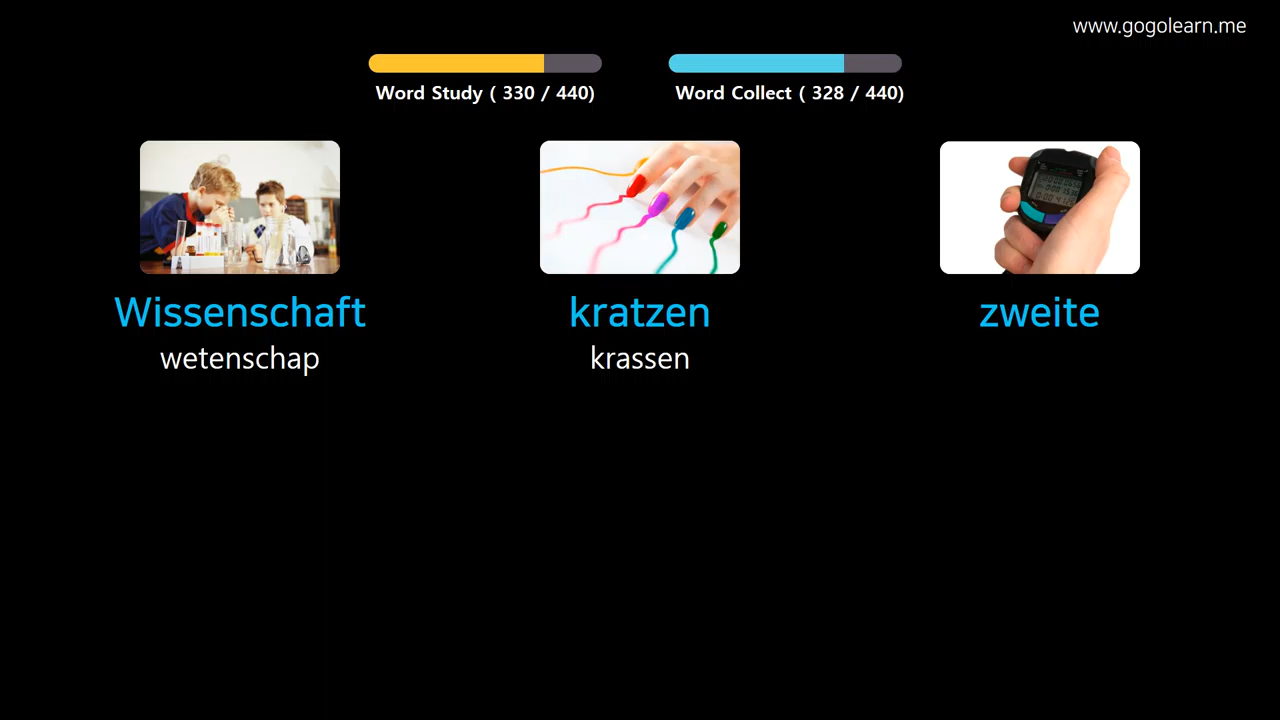 www.gogolearn.me
Word Study ( 330 / 440)
Word Collect ( 328 / 440)
Wissenschaft
wetenschap
kratzen
krassen
zweite